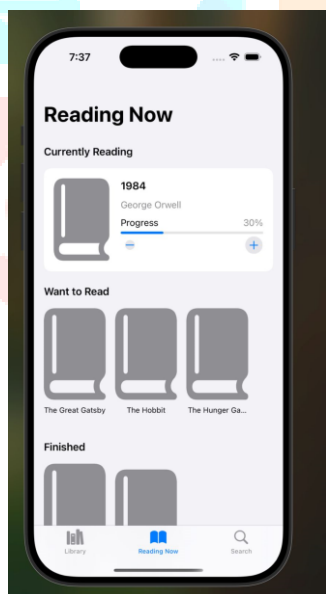 7:37
Reading Now
Currently Reading
1984
George Orwell
Progress 30%
Want to Read
The Great Gatsby The Hobbit The Hunger Ga...
Finished
Library Reading Now Search